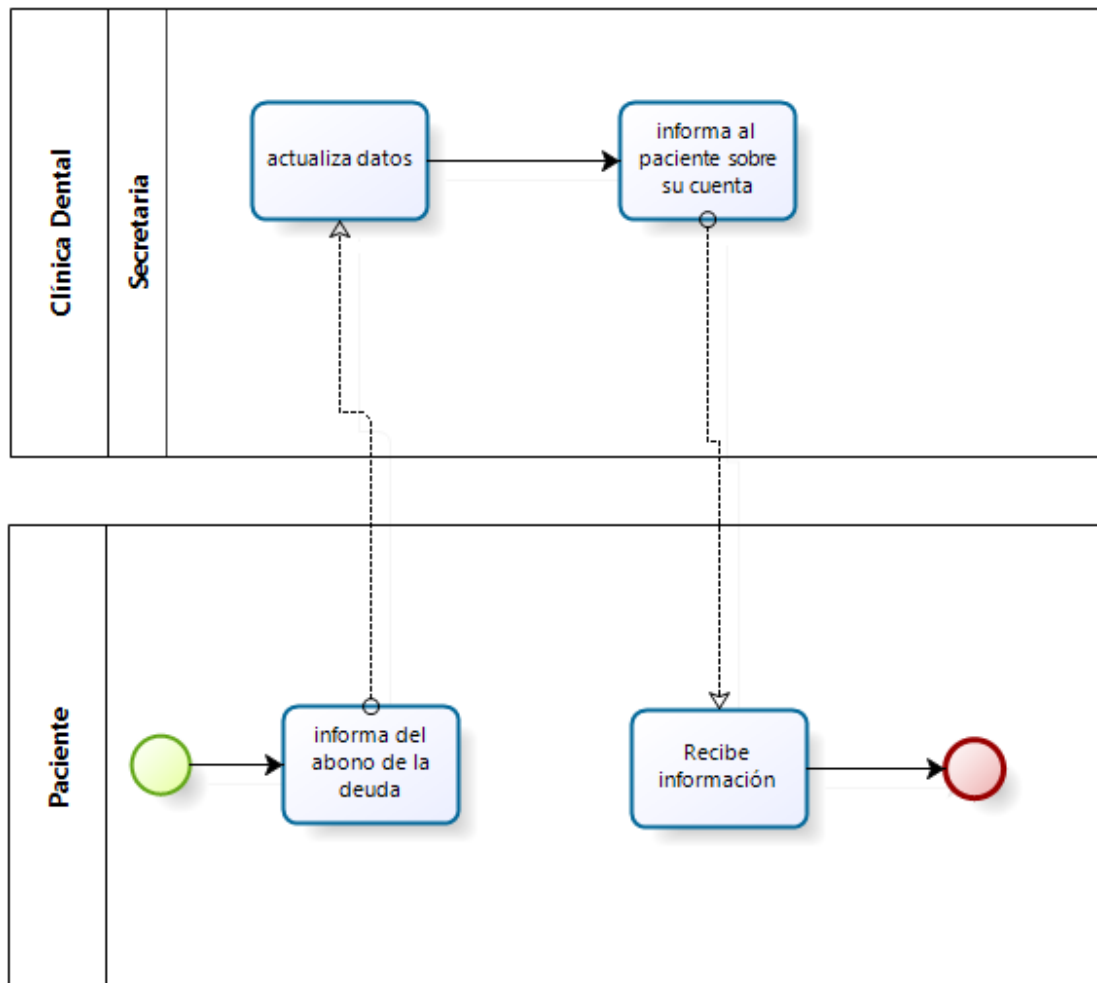 Clínica Dental
Secretaria
actualiza datos
informa al
paciente sobre
su cuenta
Paciente
informa del
abono de la
deuda
Recibe
información